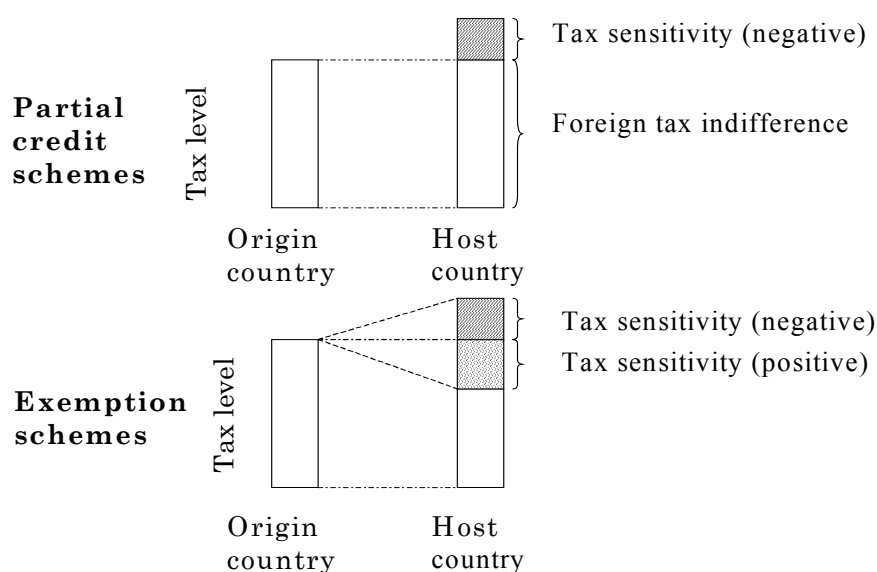 Tax sensitivity (negative)
Partial
credit
schemes
Tax level
Foreign tax indifference
Origin
country
Host
country
Tax sensitivity (negative)
Tax sensitivity (positive)
Exemption
schemes
Tax level
Origin
country
Host
country